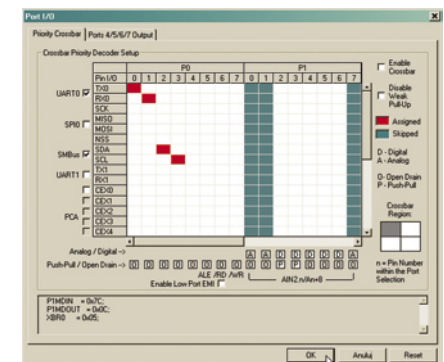 Port I/O
Priority Crossbar
Ports 4/5/6/7 Output
Crossbar Priority Decoder Setup
P0 P1
Pin I/O 0 1 2 3 4 5 6 7 0 1 2 3 4 5 6 7
UART0
TX0
RX0
SPI0
SCK
MISO
MOSI
NSS
SMBus
SDA
SCL
UART1
TX1
RX1
PCA
CEX0
CEX1
CEX2
CEX3
CEX4
Enable Crossbar
Disable Weak Pull-Up
Assigned
Skipped
D - Digital
A - Analog
O- Open Drain
P - Push-Pull
Crossbar Region:
n = Pin Number within the Port Selection
Analog / Digital -> A A D D D D D A
Push-Pull / Open Drain -> O O O O O O O O O O P P O O O O
ALE /RD /WR
AIN2.n/An+8
Enable Low Port EMI
P1MDIN = 0x7C;
P1MDOUT = 0x0C;
XBR0 = 0x05;
OK
Anuluj
Reset